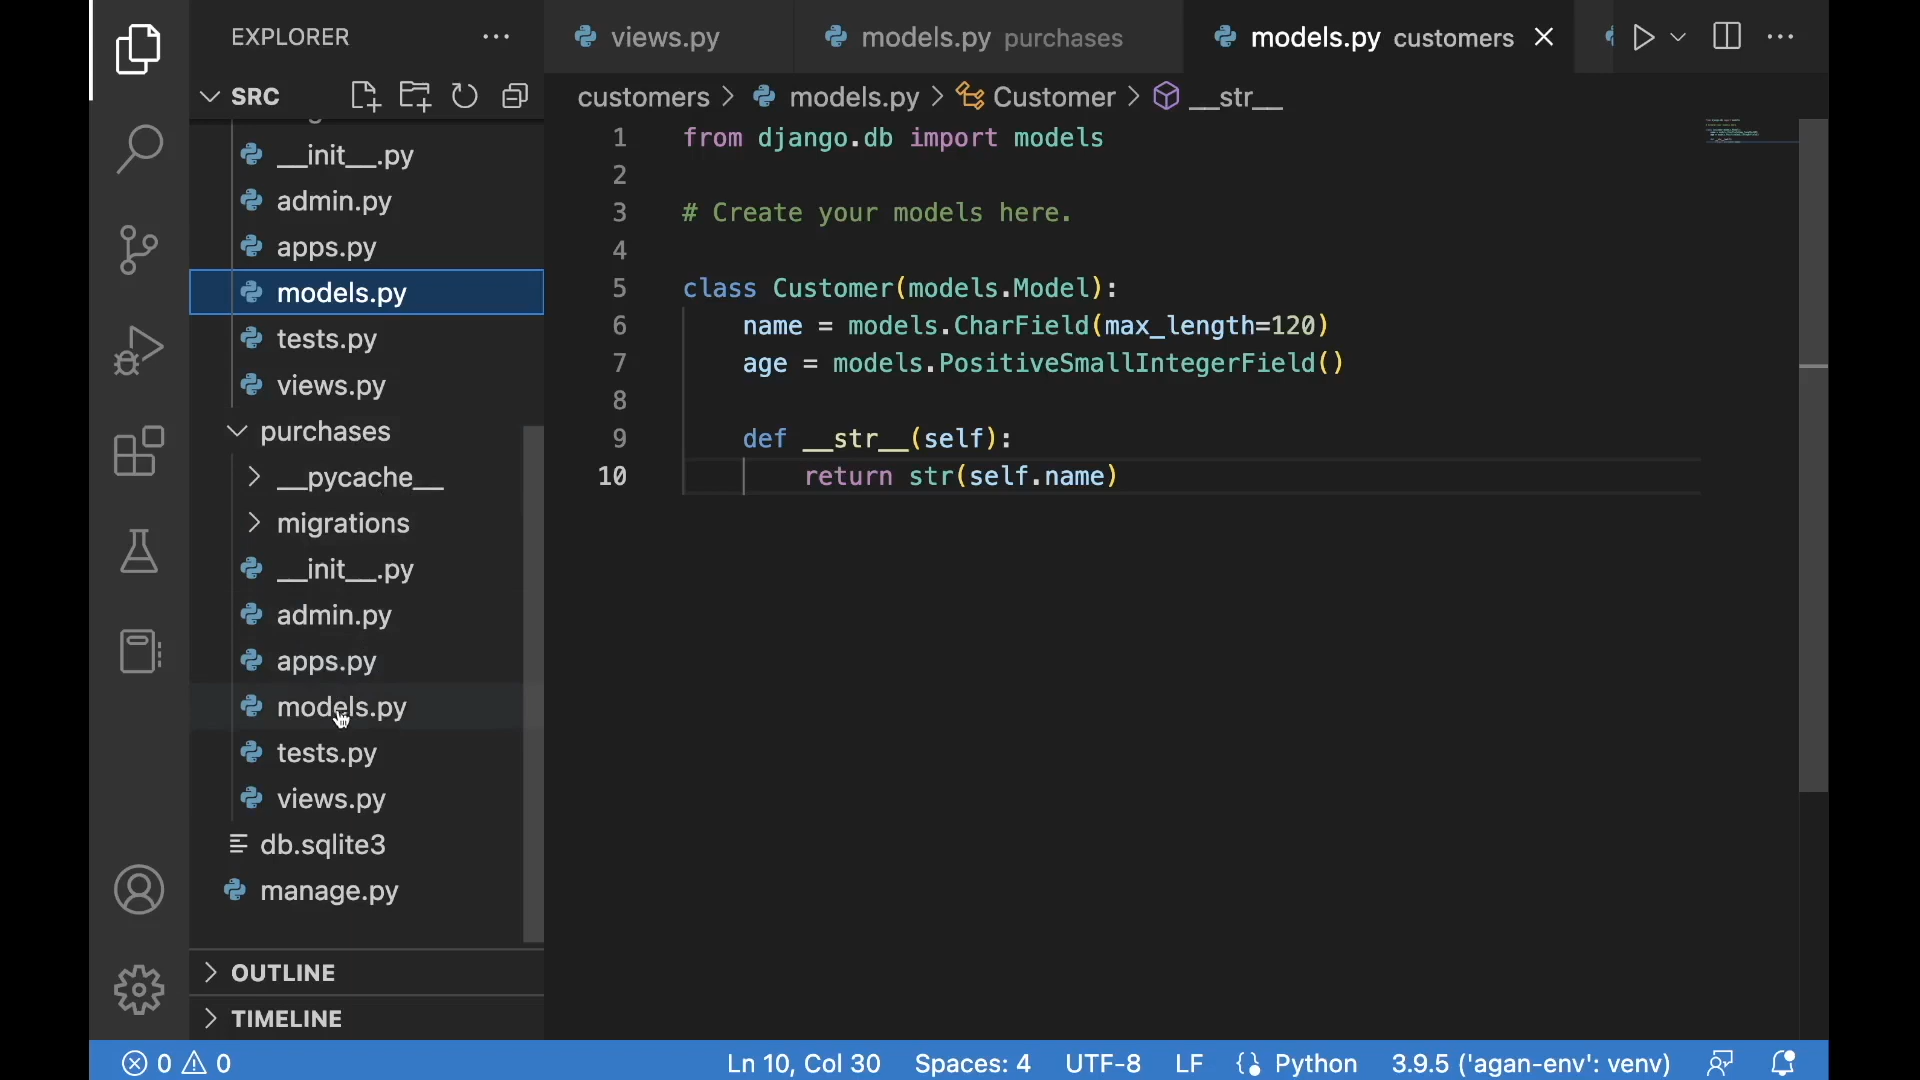 EXPLORER
SRC
__init__.py
admin.py
apps.py
models.py
tests.py
views.py
purchases
__pycache__
migrations
__init__.py
admin.py
apps.py
models.py
tests.py
views.py
db.sqlite3
manage.py
OUTLINE
TIMELINE
views.py
models.py purchases
models.py customers
customers > models.py > Customer > __str__
1 from django.db import models
2
3 # Create your models here.
4
5 class Customer(models.Model):
6 name = models.CharField(max_length=120)
7 age = models.PositiveSmallIntegerField()
8
9 def __str__(self):
10 return str(self.name)
0 0
Ln 10, Col 30 Spaces: 4 UTF-8 LF Python 3.9.5 ('agan-env': venv)